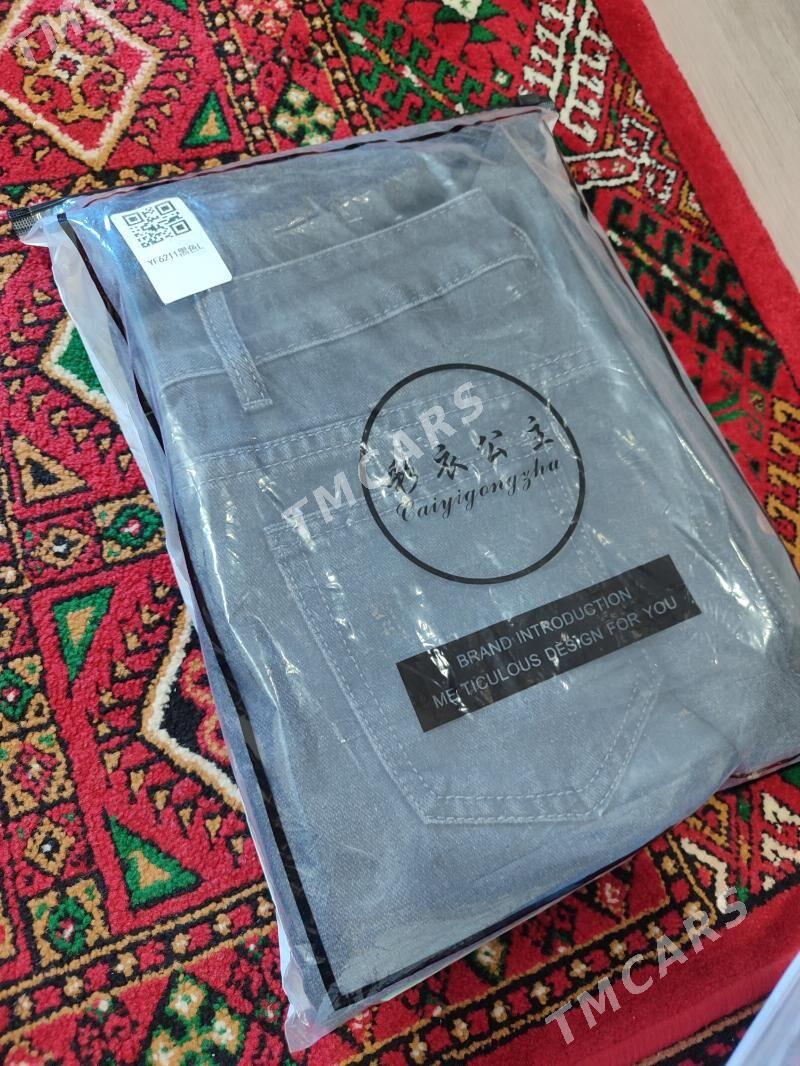 TMCARS
YF6211黑色L
彩衣公主
Caiyigongzhu
TMCARS
BRAND INTRODUCTION
METICULOUS DESIGN FOR YOU
TMCARS